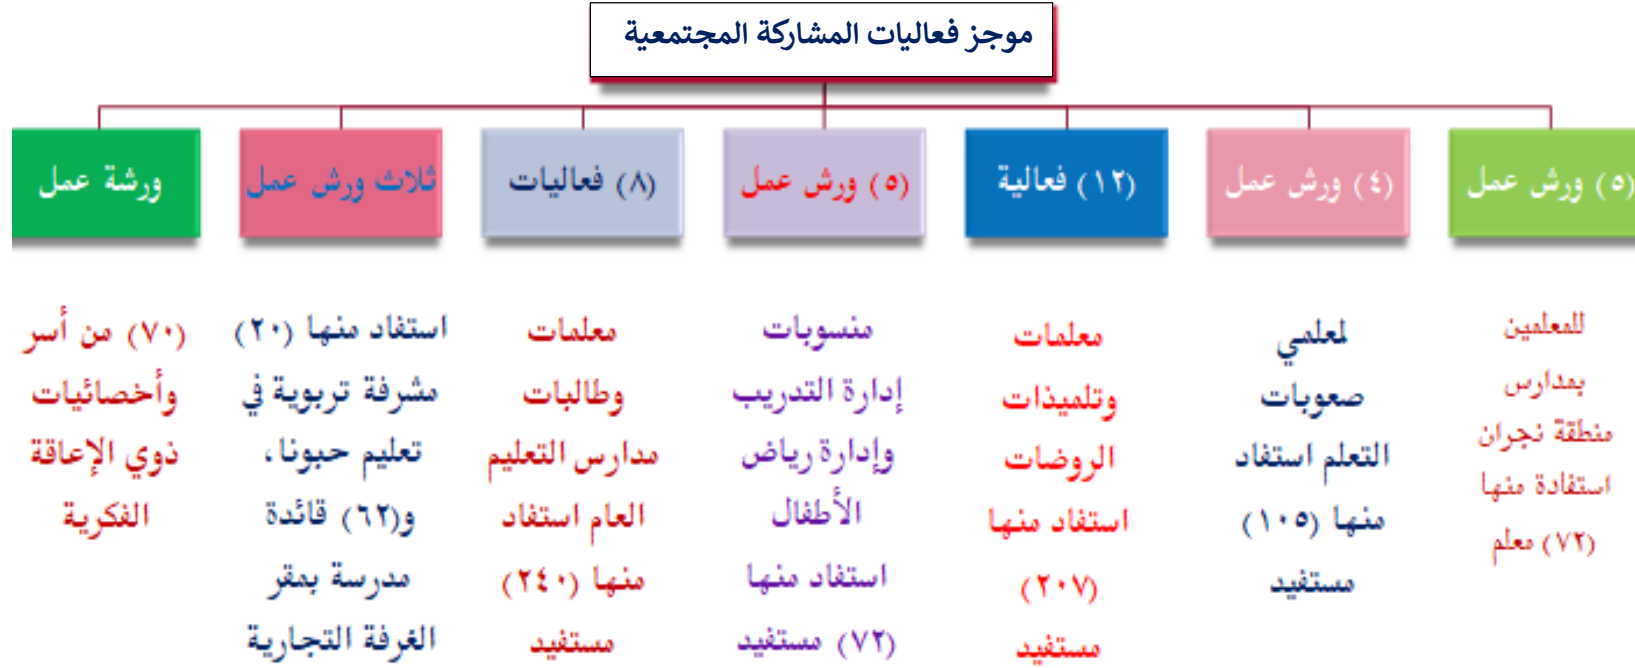 موجز فعاليات المشاركة المجتمعية
(٥) ورش عمل
للمعلمين
بمدارس
منطقة نجران
استفادة منها
(٧٢) معلم
(٤) ورش عمل
لمعلمي
صعوبات
التعلم استفاد
منها (١٠٥)
مستفيد
(١٢) فعالية
معلمات
وتلميذات
الروضات
استفاد منها
(٢٠٧)
مستفيد
(٥) ورش عمل
منسوبات
إدارة التدريب
وإدارة رياض
الأطفال
استفاد منها
(٧٢) مستفيد
(٨) فعاليات
معلمات
وطالبات
مدارس التعليم
العام استفاد
منها (٢٤٠)
مستفيد
ثلاث ورش عمل
استفاد منها (٢٠)
مشرفة تربوية في
تعليم حبونا،
و(٦٢) قائدة
مدرسة بمقر
الغرفة التجارية
ورشة عمل
(٧٠) من أسر
وأخصائيات
ذوي الإعاقة
الفكرية